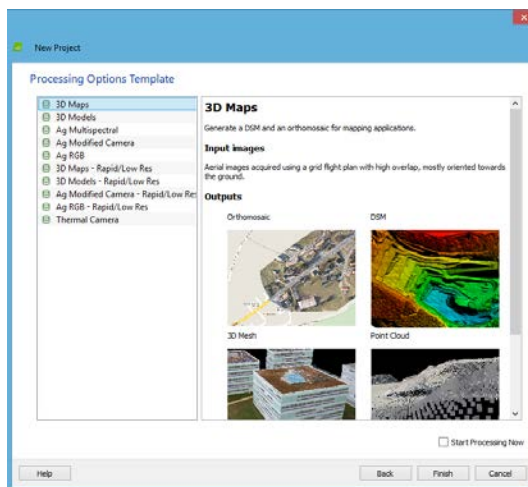 New Project
Processing Options Template
3D Maps
3D Models
Ag Multispectral
Ag Modified Camera
Ag RGB
3D Maps - Rapid/Low Res
3D Models - Rapid/Low Res
Ag Modified Camera - Rapid/Low Res
Ag RGB - Rapid/Low Res
Thermal Camera
3D Maps
Generate a DSM and an orthomosaic for mapping applications.
Input images
Aerial images acquired using a grid flight plan with high overlap, mostly oriented towards
the ground.
Outputs
Orthomosaic
DSM
3D Mesh
Point Cloud
Start Processing Now
Help
Back
Finish
Cancel